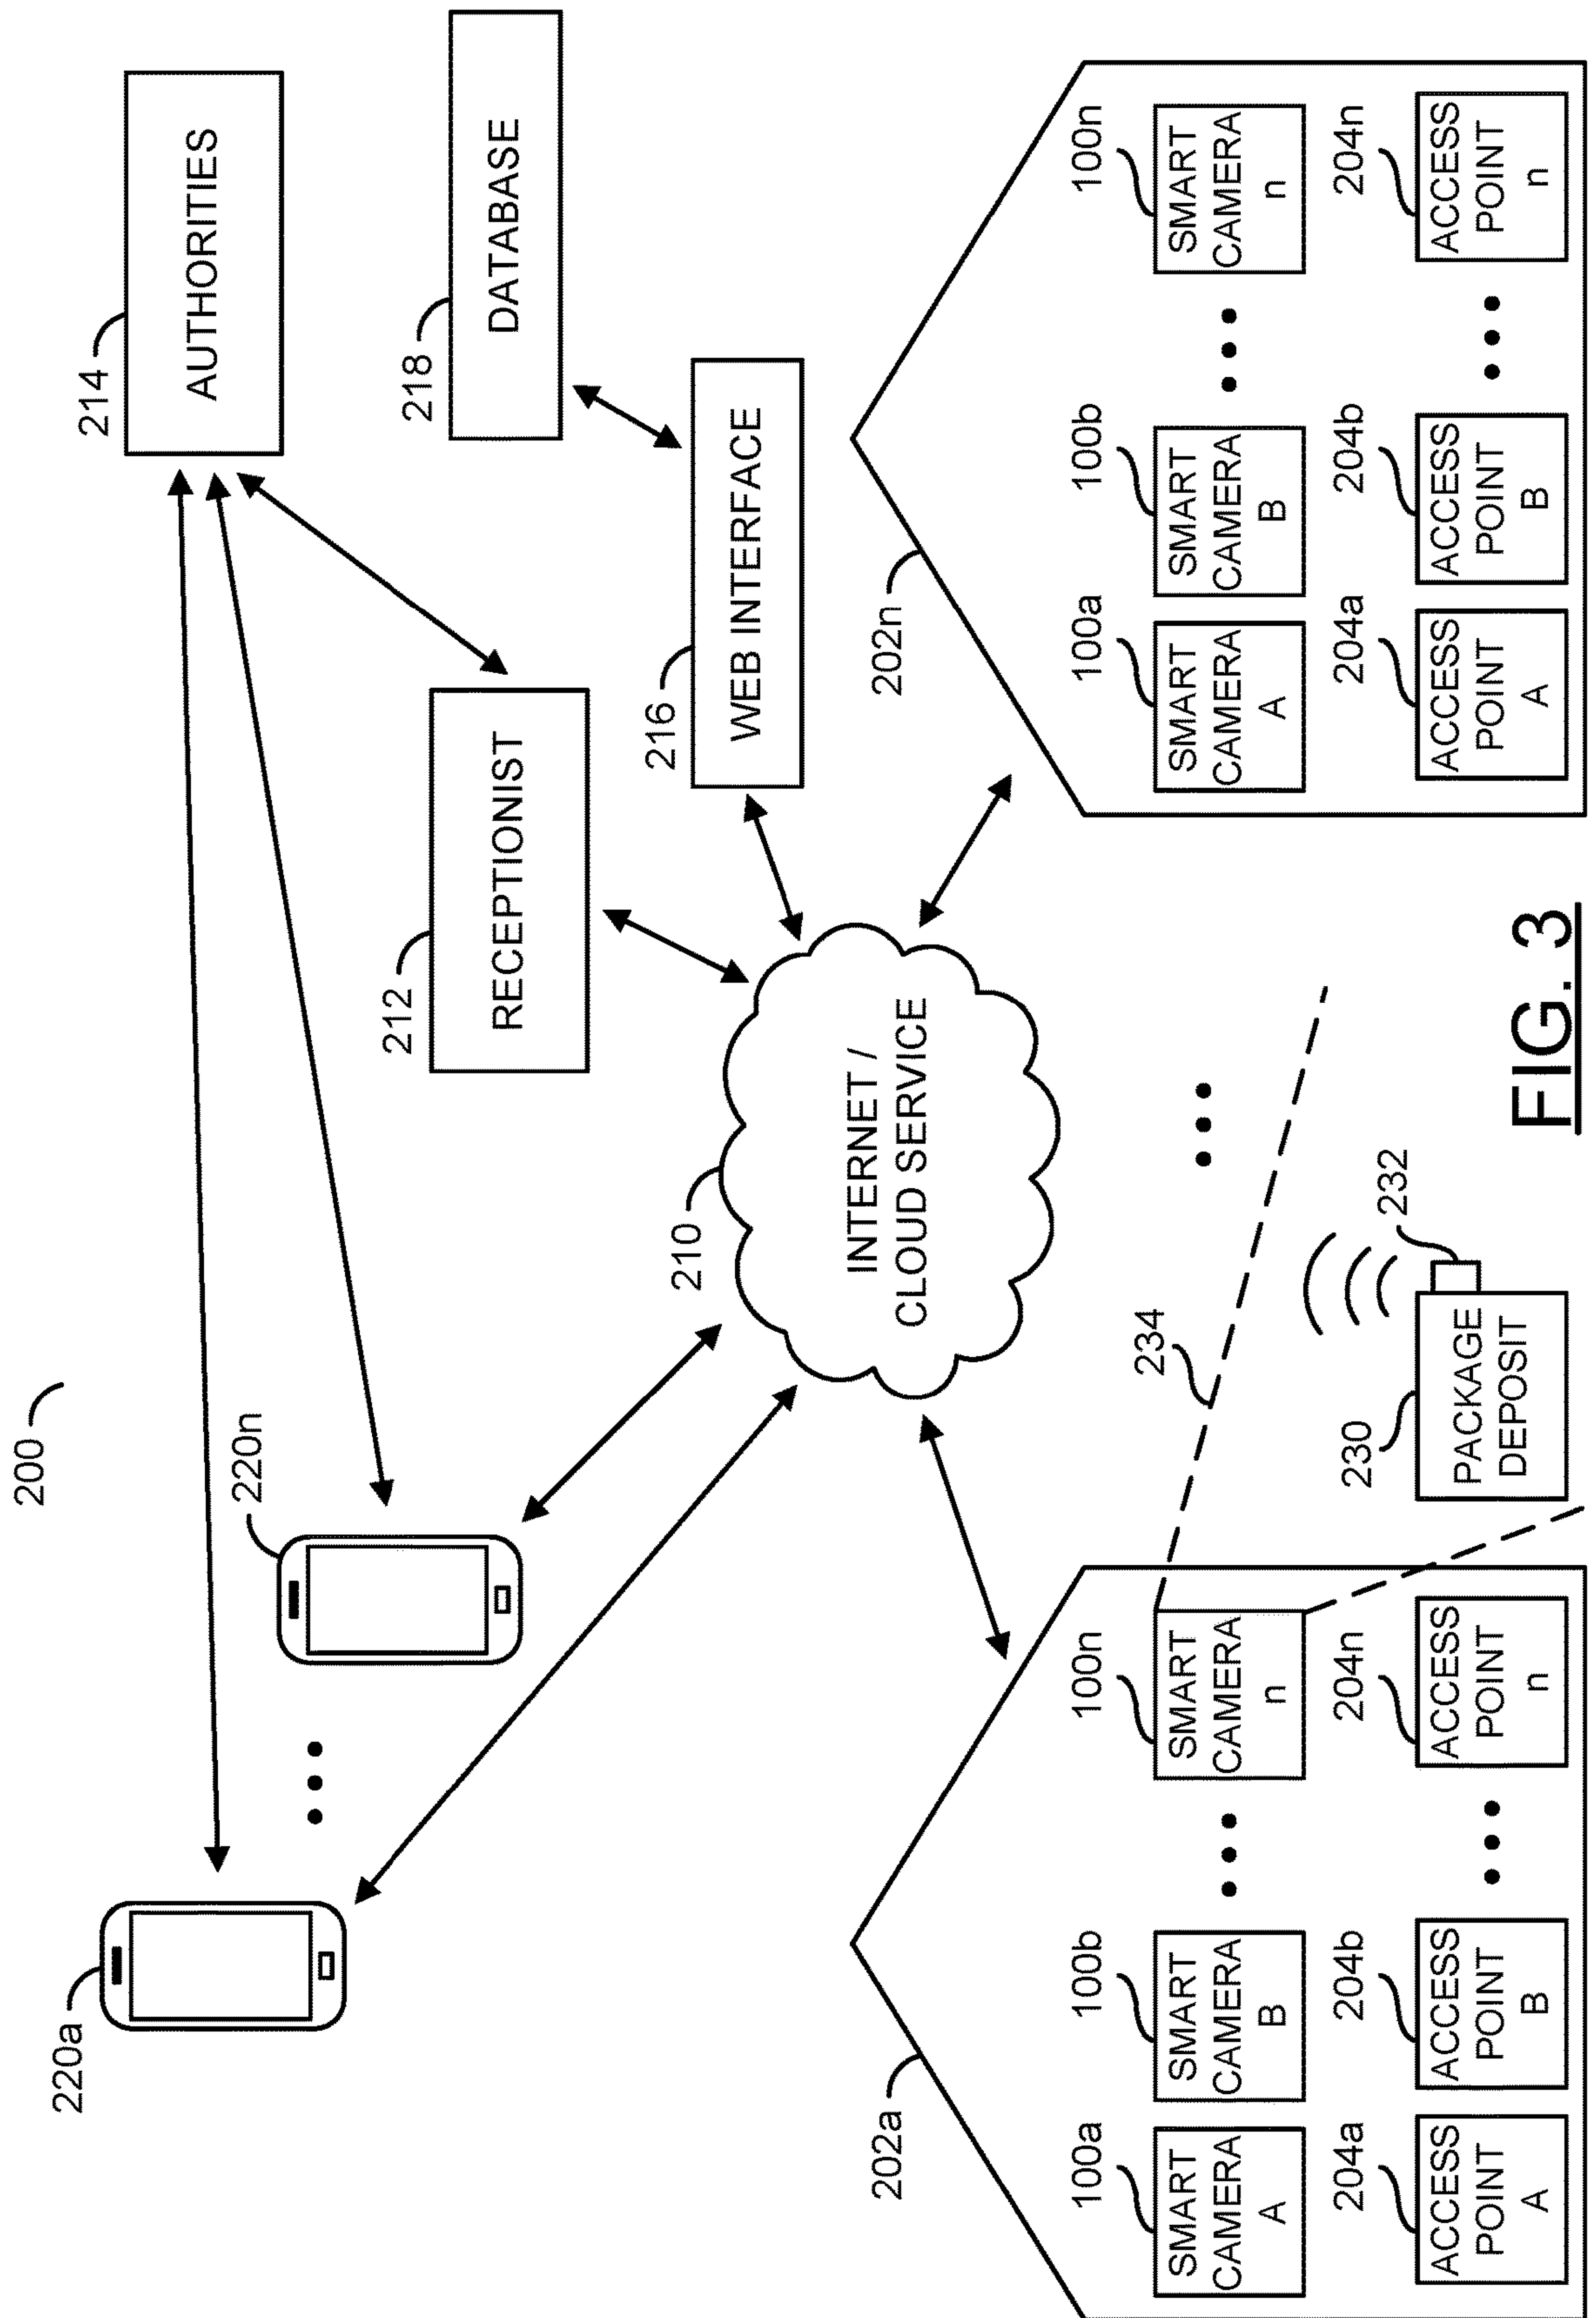 200
220a
220n
214
AUTHORITIES
212
RECEPTIONIST
218
DATABASE
216
WEB INTERFACE
210
INTERNET /
CLOUD SERVICE
202a
100a
SMART
CAMERA
A
100b
SMART
CAMERA
B
100n
SMART
CAMERA
n
204a
ACCESS
POINT
A
204b
ACCESS
POINT
B
204n
ACCESS
POINT
n
234
230
PACKAGE
DEPOSIT
232
202n
100a
SMART
CAMERA
A
100b
SMART
CAMERA
B
100n
SMART
CAMERA
n
204a
ACCESS
POINT
A
204b
ACCESS
POINT
B
204n
ACCESS
POINT
n
FIG. 3